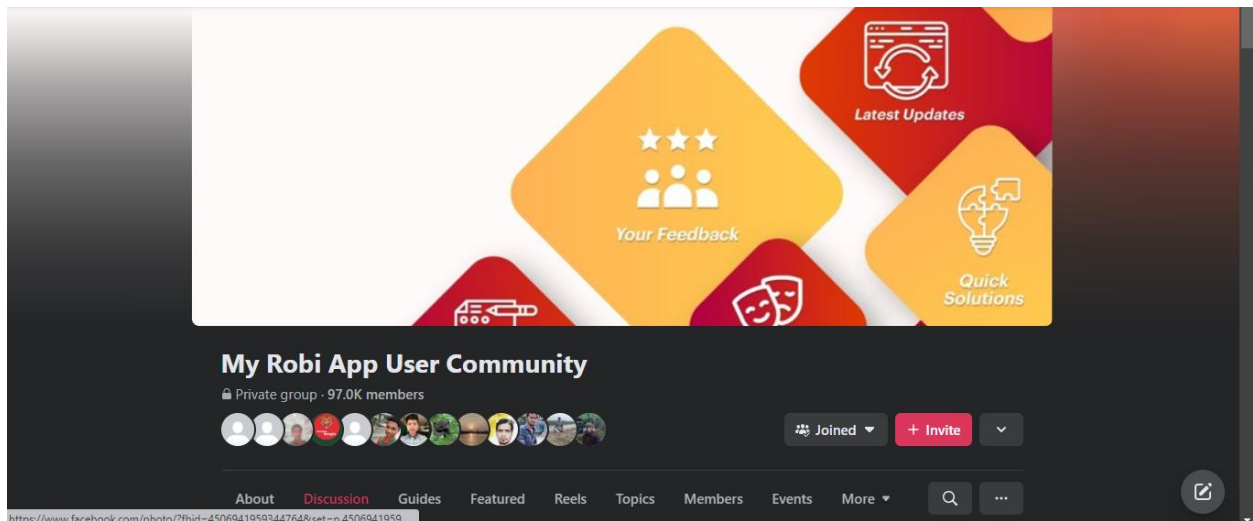 Latest Updates
Your Feedback
Quick
Solutions
My Robi App User Community
Private group · 97.0K members
Joined
+ Invite
About Discussion Guides Featured Reels Topics Members Events More